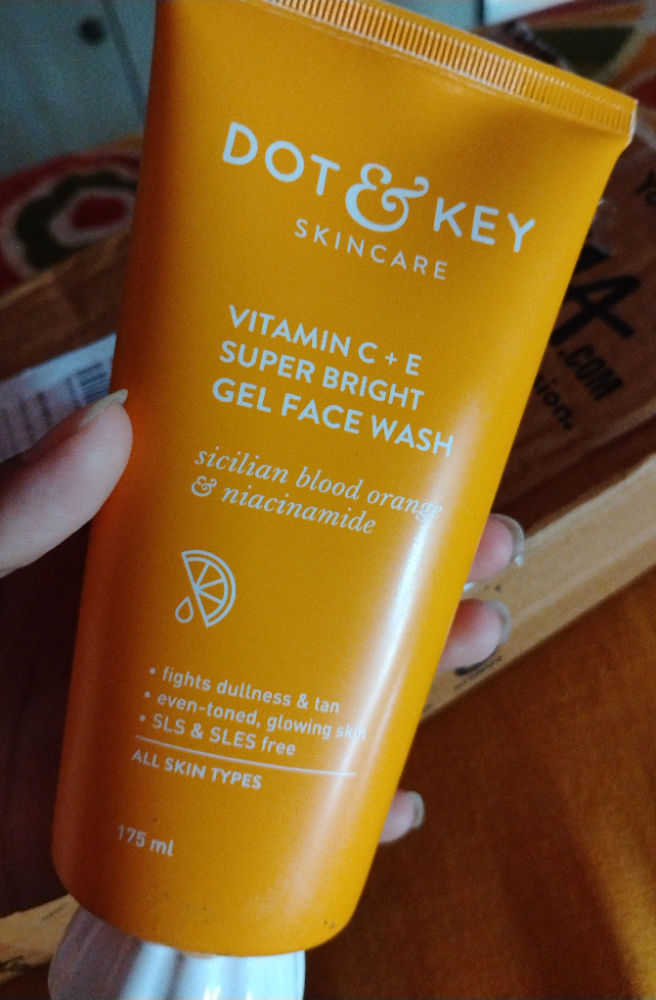 DOT & KEY
SKINCARE
VITAMIN C + E
SUPER BRIGHT
GEL FACE WASH
sicilian blood orange
& niacinamide
• fights dullness & tan
• even-toned, glowing skin
• SLS & SLES free
ALL SKIN TYPES
175 ml
.COM